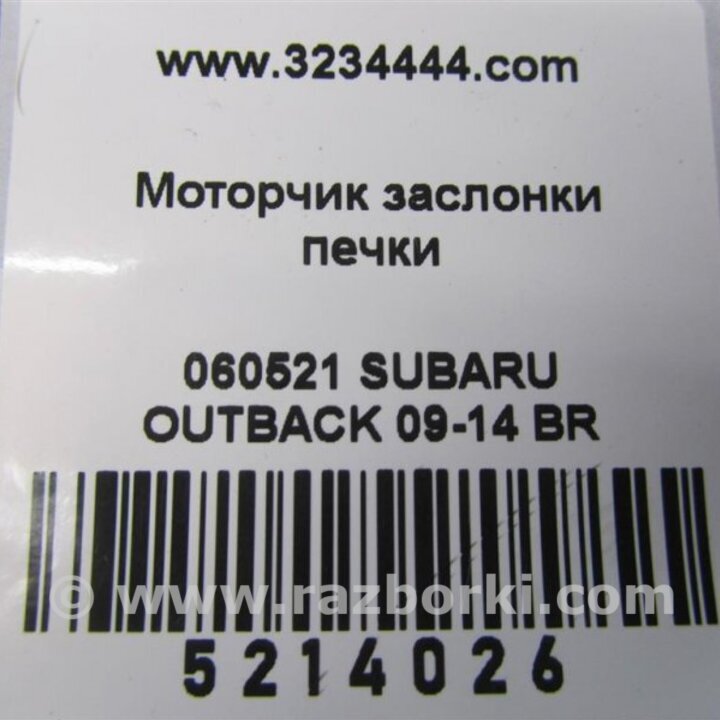 www.3234444.com
Моторчик заслонки
печки
060521 SUBARU
OUTBACK 09-14 BR
© www.razborki.com
5214026